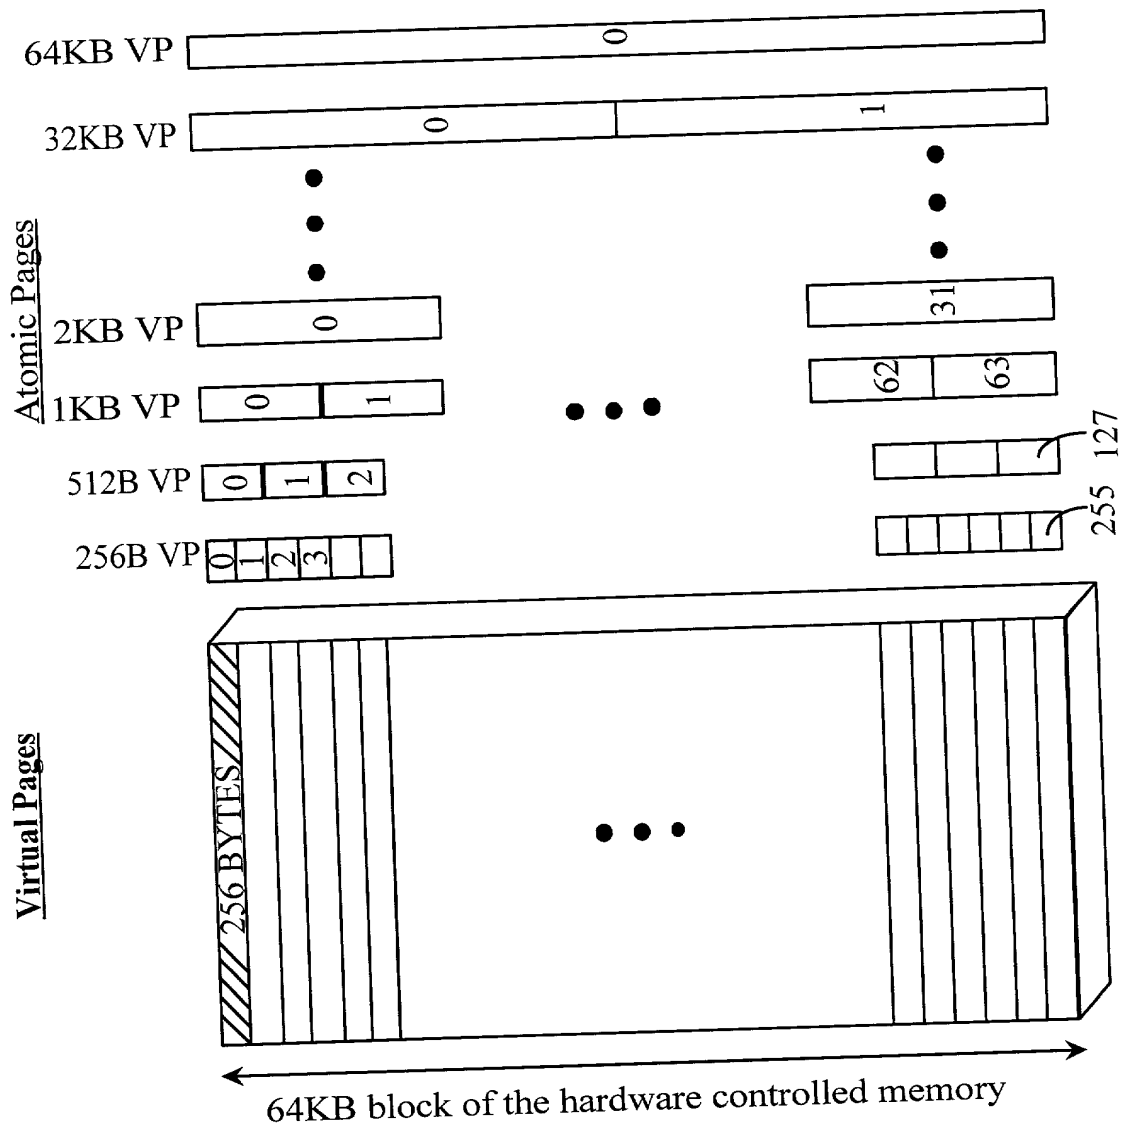 64KB VP
0
32KB VP
0 1
Atomic Pages
2KB VP
0 31
1KB VP
0 1 62 63
512B VP
0 1 2 127
256B VP
0 1 2 3 255
Virtual Pages
256 BYTES
64KB block of the hardware controlled memory